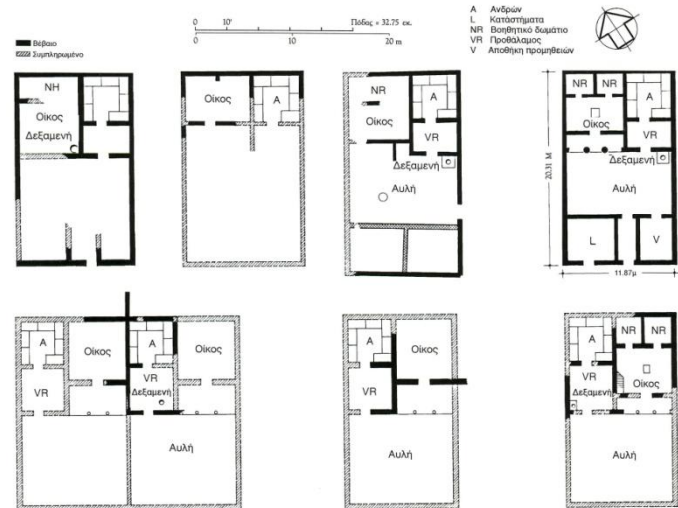 0 10' Πόδας = 32.75 εκ.
0 10 20 m
A Ανδρών
L Κατάστήματα
NR Βοηθητικό δωμάτιο
VR Προθάλαμος
V Αποθήκη προμηθειών
Βέβαιο
Συμπληρωμένο
NH
Οίκος
Δεξαμενή
Οίκος
A
NR
Οίκος
A
VR
Δεξαμενή
Αυλή
20.31 M
NR
NR
A
Οίκος
VR
Δεξαμενή
Αυλή
L
V
11.87μ
A
Οίκος
VR
A
VR
Δεξαμενή
Οίκος
Αυλή
A
Οίκος
VR
Αυλή
A
NR
NR
VR
Δεξαμενή
Οίκος
Αυλή